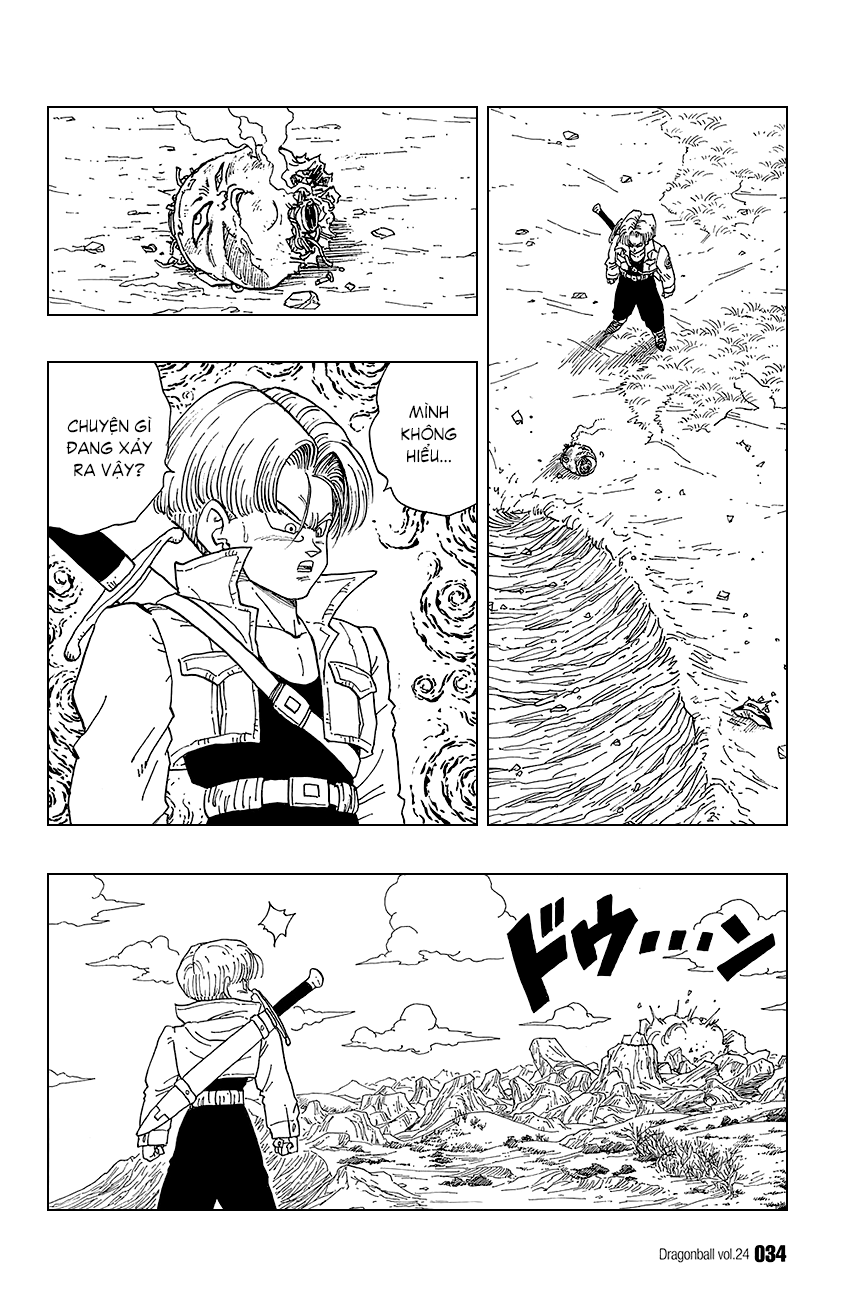 MÌNH
KHÔNG
HIỂU...
CHUYỆN GÌ
ĐANG XẢY
RA VẬY?
ドウ・・・ン
Dragonball vol.24 034